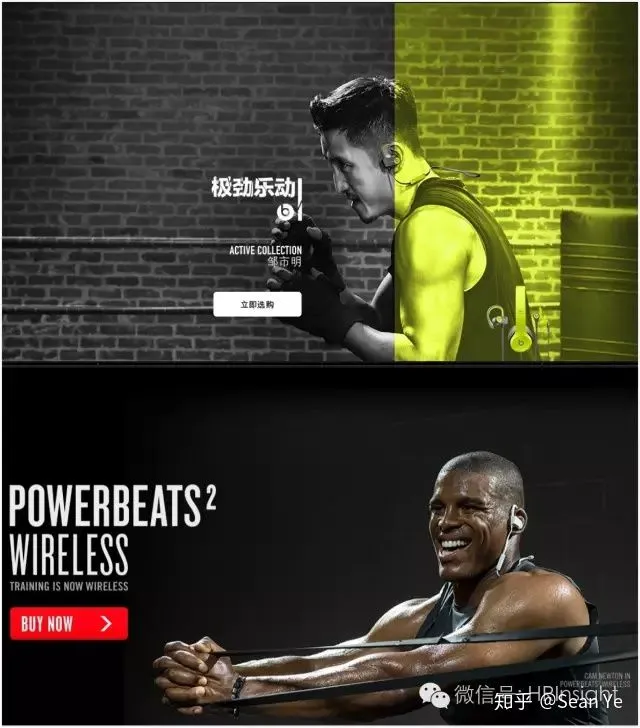 极劲乐动
ACTIVE COLLECTION
邹市明
立即选购
POWERBEATS²
WIRELESS
TRAINING IS NOW WIRELESS
BUY NOW
CAM NEWTON IN
POWERBEATS WIRELESS
微信号: HBInsight
知乎 @Sean Ye